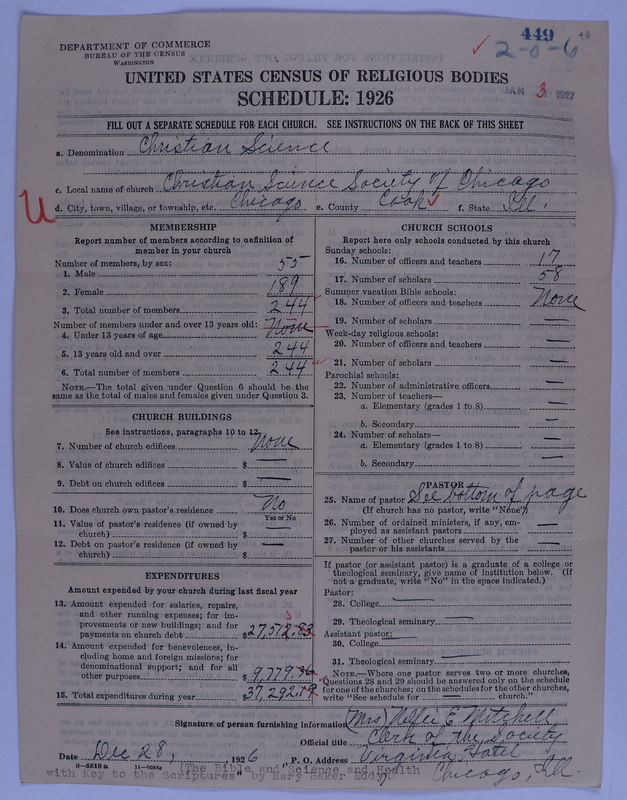 449
2-0-6
DEPARTMENT OF COMMERCE
BUREAU OF THE CENSUS
WASHINGTON
UNITED STATES CENSUS OF RELIGIOUS BODIES
SCHEDULE: 1926
JAN 3 1927
FILL OUT A SEPARATE SCHEDULE FOR EACH CHURCH. SEE INSTRUCTIONS ON THE BACK OF THIS SHEET
a. Denomination Christian Science
c. Local name of church Christian Science Society of Chicago
U
d. City, town, village, or township, etc. Chicago e. County Cook f. State Ill.
MEMBERSHIP
Report number of members according to definition of
member in your church
Number of members, by sex:
1. Male 55
2. Female 189
3. Total number of members 244
Number of members under and over 13 years old:
4. Under 13 years of age None
5. 13 years old and over 244
6. Total number of members 244
NOTE.—The total given under Question 6 should be the
same as the total of males and females given under Question 3.
CHURCH BUILDINGS
See instructions, paragraphs 10 to 12
7. Number of church edifices None
8. Value of church edifices $ —
9. Debt on church edifices $ —
10. Does church own pastor's residence No
Yes or No
11. Value of pastor's residence (if owned by
church) $ —
12. Debt on pastor's residence (if owned by
church) $ —
EXPENDITURES
Amount expended by your church during last fiscal year
13. Amount expended for salaries, repairs,
and other running expenses; for im-
provements or new buildings; and for
3
payments on church debt $27,512.83
14. Amount expended for benevolences, in-
cluding home and foreign missions; for
denominational support; and for all
other purposes $9,779.36
15. Total expenditures during year $37,292.19
CHURCH SCHOOLS
Report here only schools conducted by this church
Sunday schools:
16. Number of officers and teachers 17
17. Number of scholars 58
Summer vacation Bible schools:
18. Number of officers and teachers None
19. Number of scholars —
Week-day religious schools:
20. Number of officers and teachers —
21. Number of scholars —
Parochial schools:
22. Number of administrative officers —
23. Number of teachers—
a. Elementary (grades 1 to 8) —
b. Secondary —
24. Number of scholars—
a. Elementary (grades 1 to 8) —
b. Secondary —
PASTOR
25. Name of pastor See bottom of page
(If church has no pastor, write "None")
26. Number of ordained ministers, if any, em-
ployed as assistant pastors —
27. Number of other churches served by the
pastor or his assistants —
If pastor (or assistant pastor) is a graduate of a college or
theological seminary, give name of institution below. (If
not a graduate, write "No" in the space indicated.)
Pastor:
28. College —
29. Theological seminary —
Assistant pastor:
30. College —
31. Theological seminary —
NOTE.—Where one pastor serves two or more churches,
Questions 28 and 29 should be answered only on the schedule
for one of the churches; on the schedules for the other churches,
write "See schedule for — church."
Signature of person furnishing information (Mrs) Nellie E. Mitchell
Official title Clerk of the Society
Date Dec 28, , 1926 P. O. Address Virginia Hotel
8—5518 a 11—9054a
Chicago, Ill.
(The Bible and "Science and Health
with Key to the Scriptures" by Mary Baker Eddy)